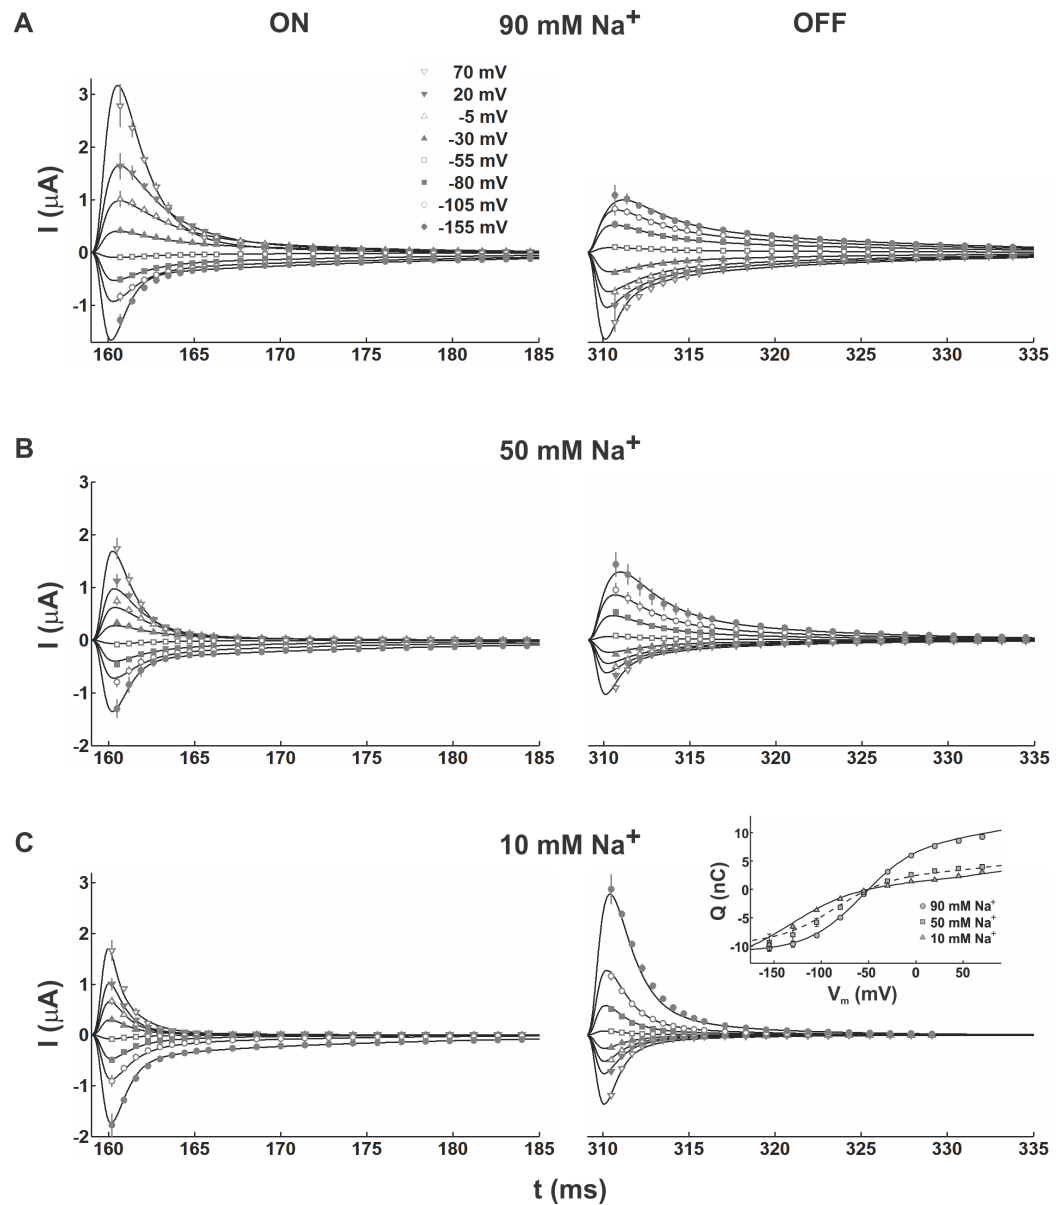 A ON 90 mM Na+ OFF
70 mV
20 mV
-5 mV
-30 mV
-55 mV
-80 mV
-105 mV
-155 mV
I (μA)
3
2
1
0
-1
160 165 170 175 180 185
310 315 320 325 330 335
B 50 mM Na+
I (μA)
3
2
1
0
-1
-2
160 165 170 175 180 185
310 315 320 325 330 335
C 10 mM Na+
I (μA)
3
2
1
0
-1
-2
160 165 170 175 180 185
310 315 320 325 330 335
Q (nC)
10
5
0
-5
-10
90 mM Na+
50 mM Na+
10 mM Na+
-150 -100 -50 0 50
Vm (mV)
t (ms)